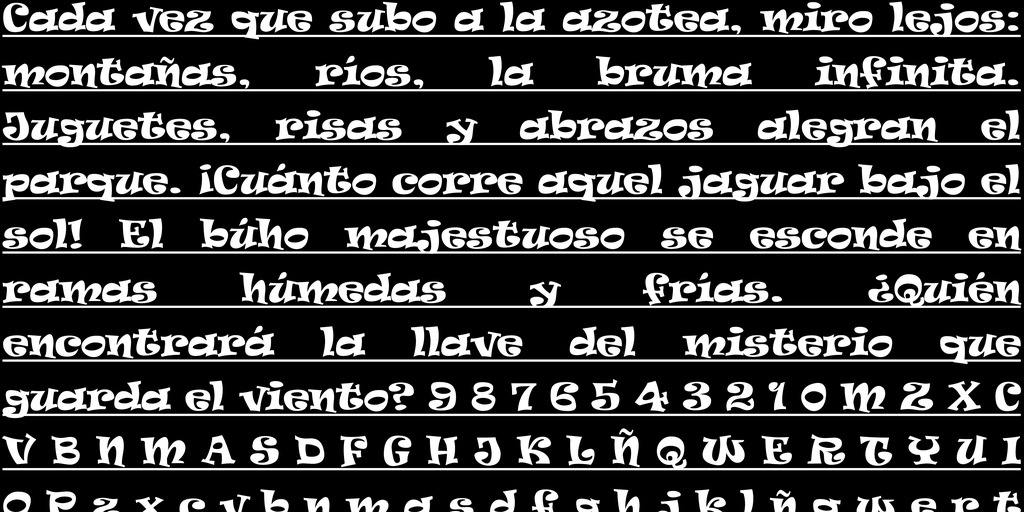 Cada vez que subo a la azotea, miro lejos:
montañas, ríos, la bruma infinita.
Juguetes, risas y abrazos alegran el
parque. ¡Cuánto corre aquel jaguar bajo el
sol! El búho majestuoso se esconde en
ramas húmedas y frías. ¿Quién
encontrará la llave del misterio que
guarda el viento? 9 8 7 6 5 4 3 2 1 0 M Z X C
V B N M A S D F G H J K L Ñ Q W E R T Y U I
O P z x c v b n m a s d f g h j k l ñ q w e r t